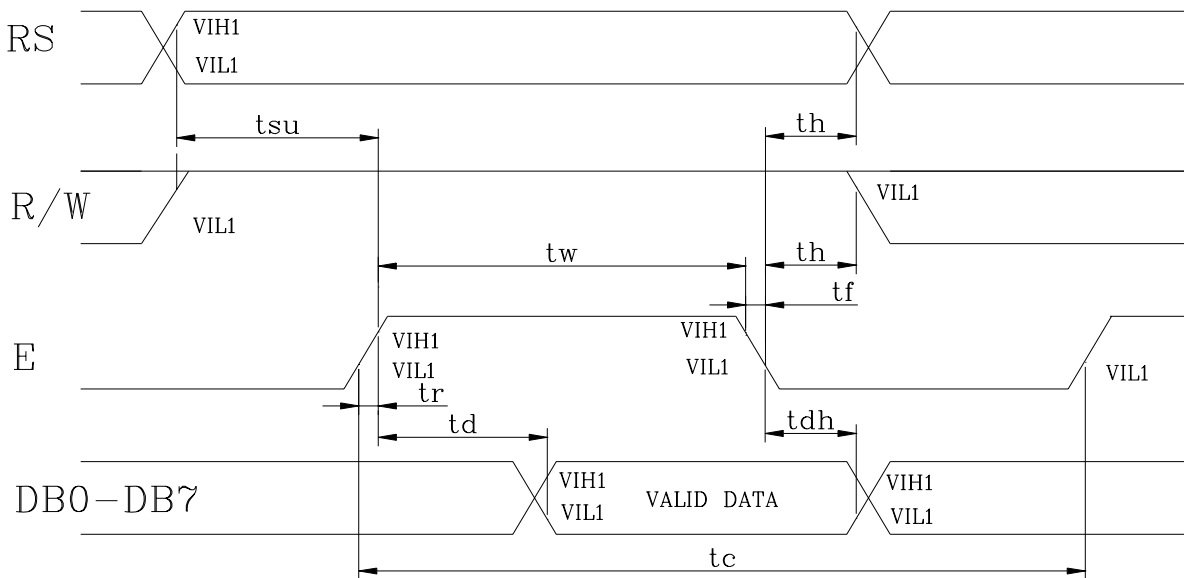 RS
VIH1
VIL1
tsu
th
R/W
VIL1
VIL1
tw
th
tf
E
VIH1
VIL1
VIH1
VIL1
VIL1
tr
td
tdh
DB0-DB7
VIH1
VIL1
VALID DATA
VIH1
VIL1
tc